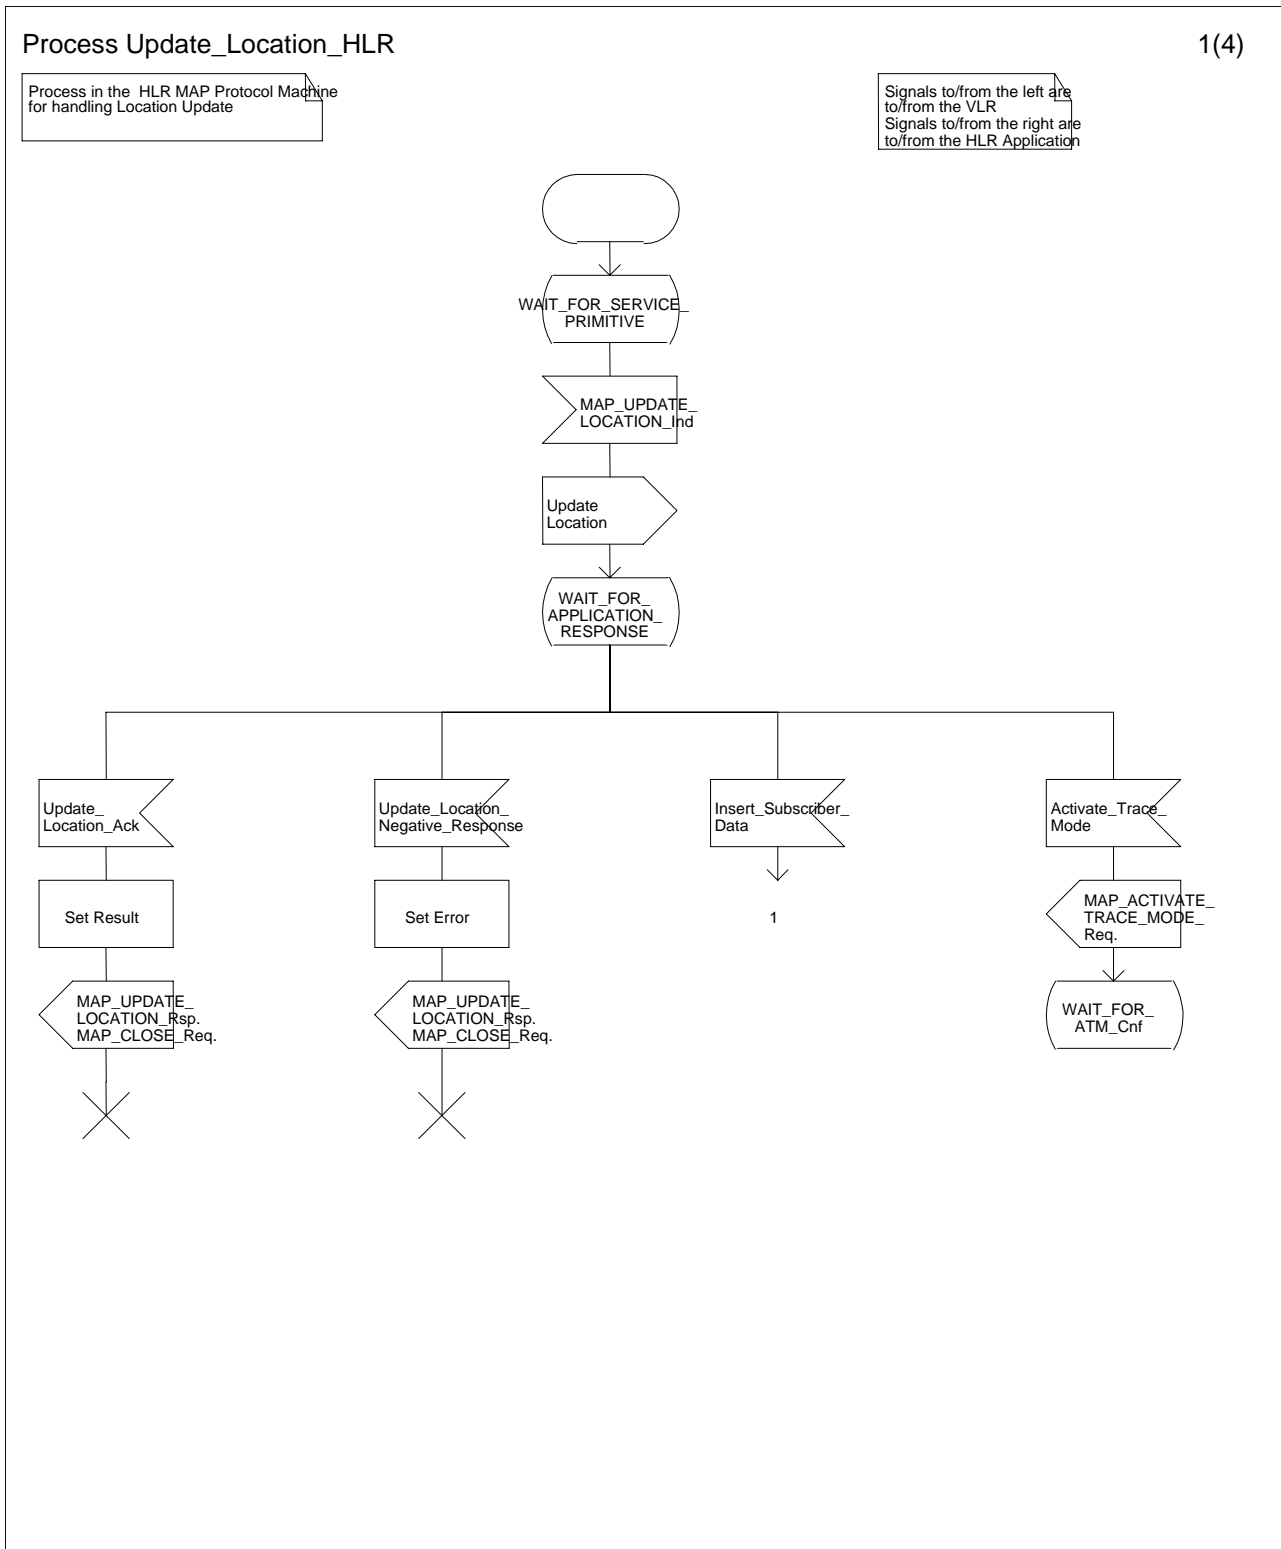 Process Update_Location_HLR
1(4)
Process in the HLR MAP Protocol Machine
for handling Location Update
Signals to/from the left are
to/from the VLR
Signals to/from the right are
to/from the HLR Application
WAIT_FOR_SERVICE_
PRIMITIVE
MAP_UPDATE_
LOCATION_Ind
Update
Location
WAIT_FOR_
APPLICATION_
RESPONSE
Update_
Location_Ack
Update_Location_
Negative_Response
Insert_Subscriber_
Data
Activate_Trace_
Mode
Set Result
Set Error
1
MAP_ACTIVATE_
TRACE_MODE_
Req.
MAP_UPDATE_
LOCATION_Rsp.
MAP_CLOSE_Req.
MAP_UPDATE_
LOCATION_Rsp.
MAP_CLOSE_Req.
WAIT_FOR_
ATM_Cnf